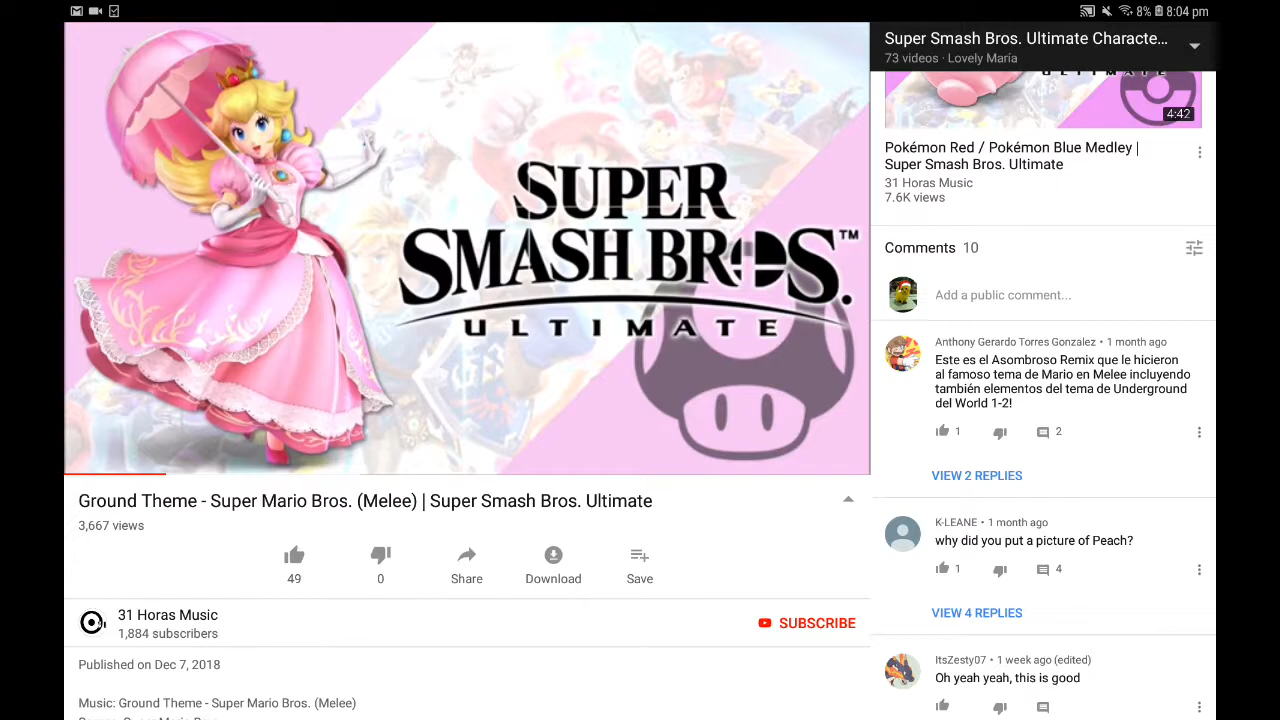 8% 8:04 pm
SUPER
SMASH BROS.™
ULTIMATE
Ground Theme - Super Mario Bros. (Melee) | Super Smash Bros. Ultimate
3,667 views
49
0
Share
Download
Save
31 Horas Music
1,884 subscribers
SUBSCRIBE
Published on Dec 7, 2018
Music: Ground Theme - Super Mario Bros. (Melee)
Super Smash Bros. Ultimate Characte...
73 videos · Lovely María
ULTIMATE
4:42
Pokémon Red / Pokémon Blue Medley |
Super Smash Bros. Ultimate
31 Horas Music
7.6K views
Comments 10
Add a public comment...
Anthony Gerardo Torres Gonzalez • 1 month ago
Este es el Asombroso Remix que le hicieron
al famoso tema de Mario en Melee incluyendo
también elementos del tema de Underground
del World 1-2!
1
2
VIEW 2 REPLIES
K-LEANE • 1 month ago
why did you put a picture of Peach?
1
4
VIEW 4 REPLIES
ItsZesty07 • 1 week ago (edited)
Oh yeah yeah, this is good